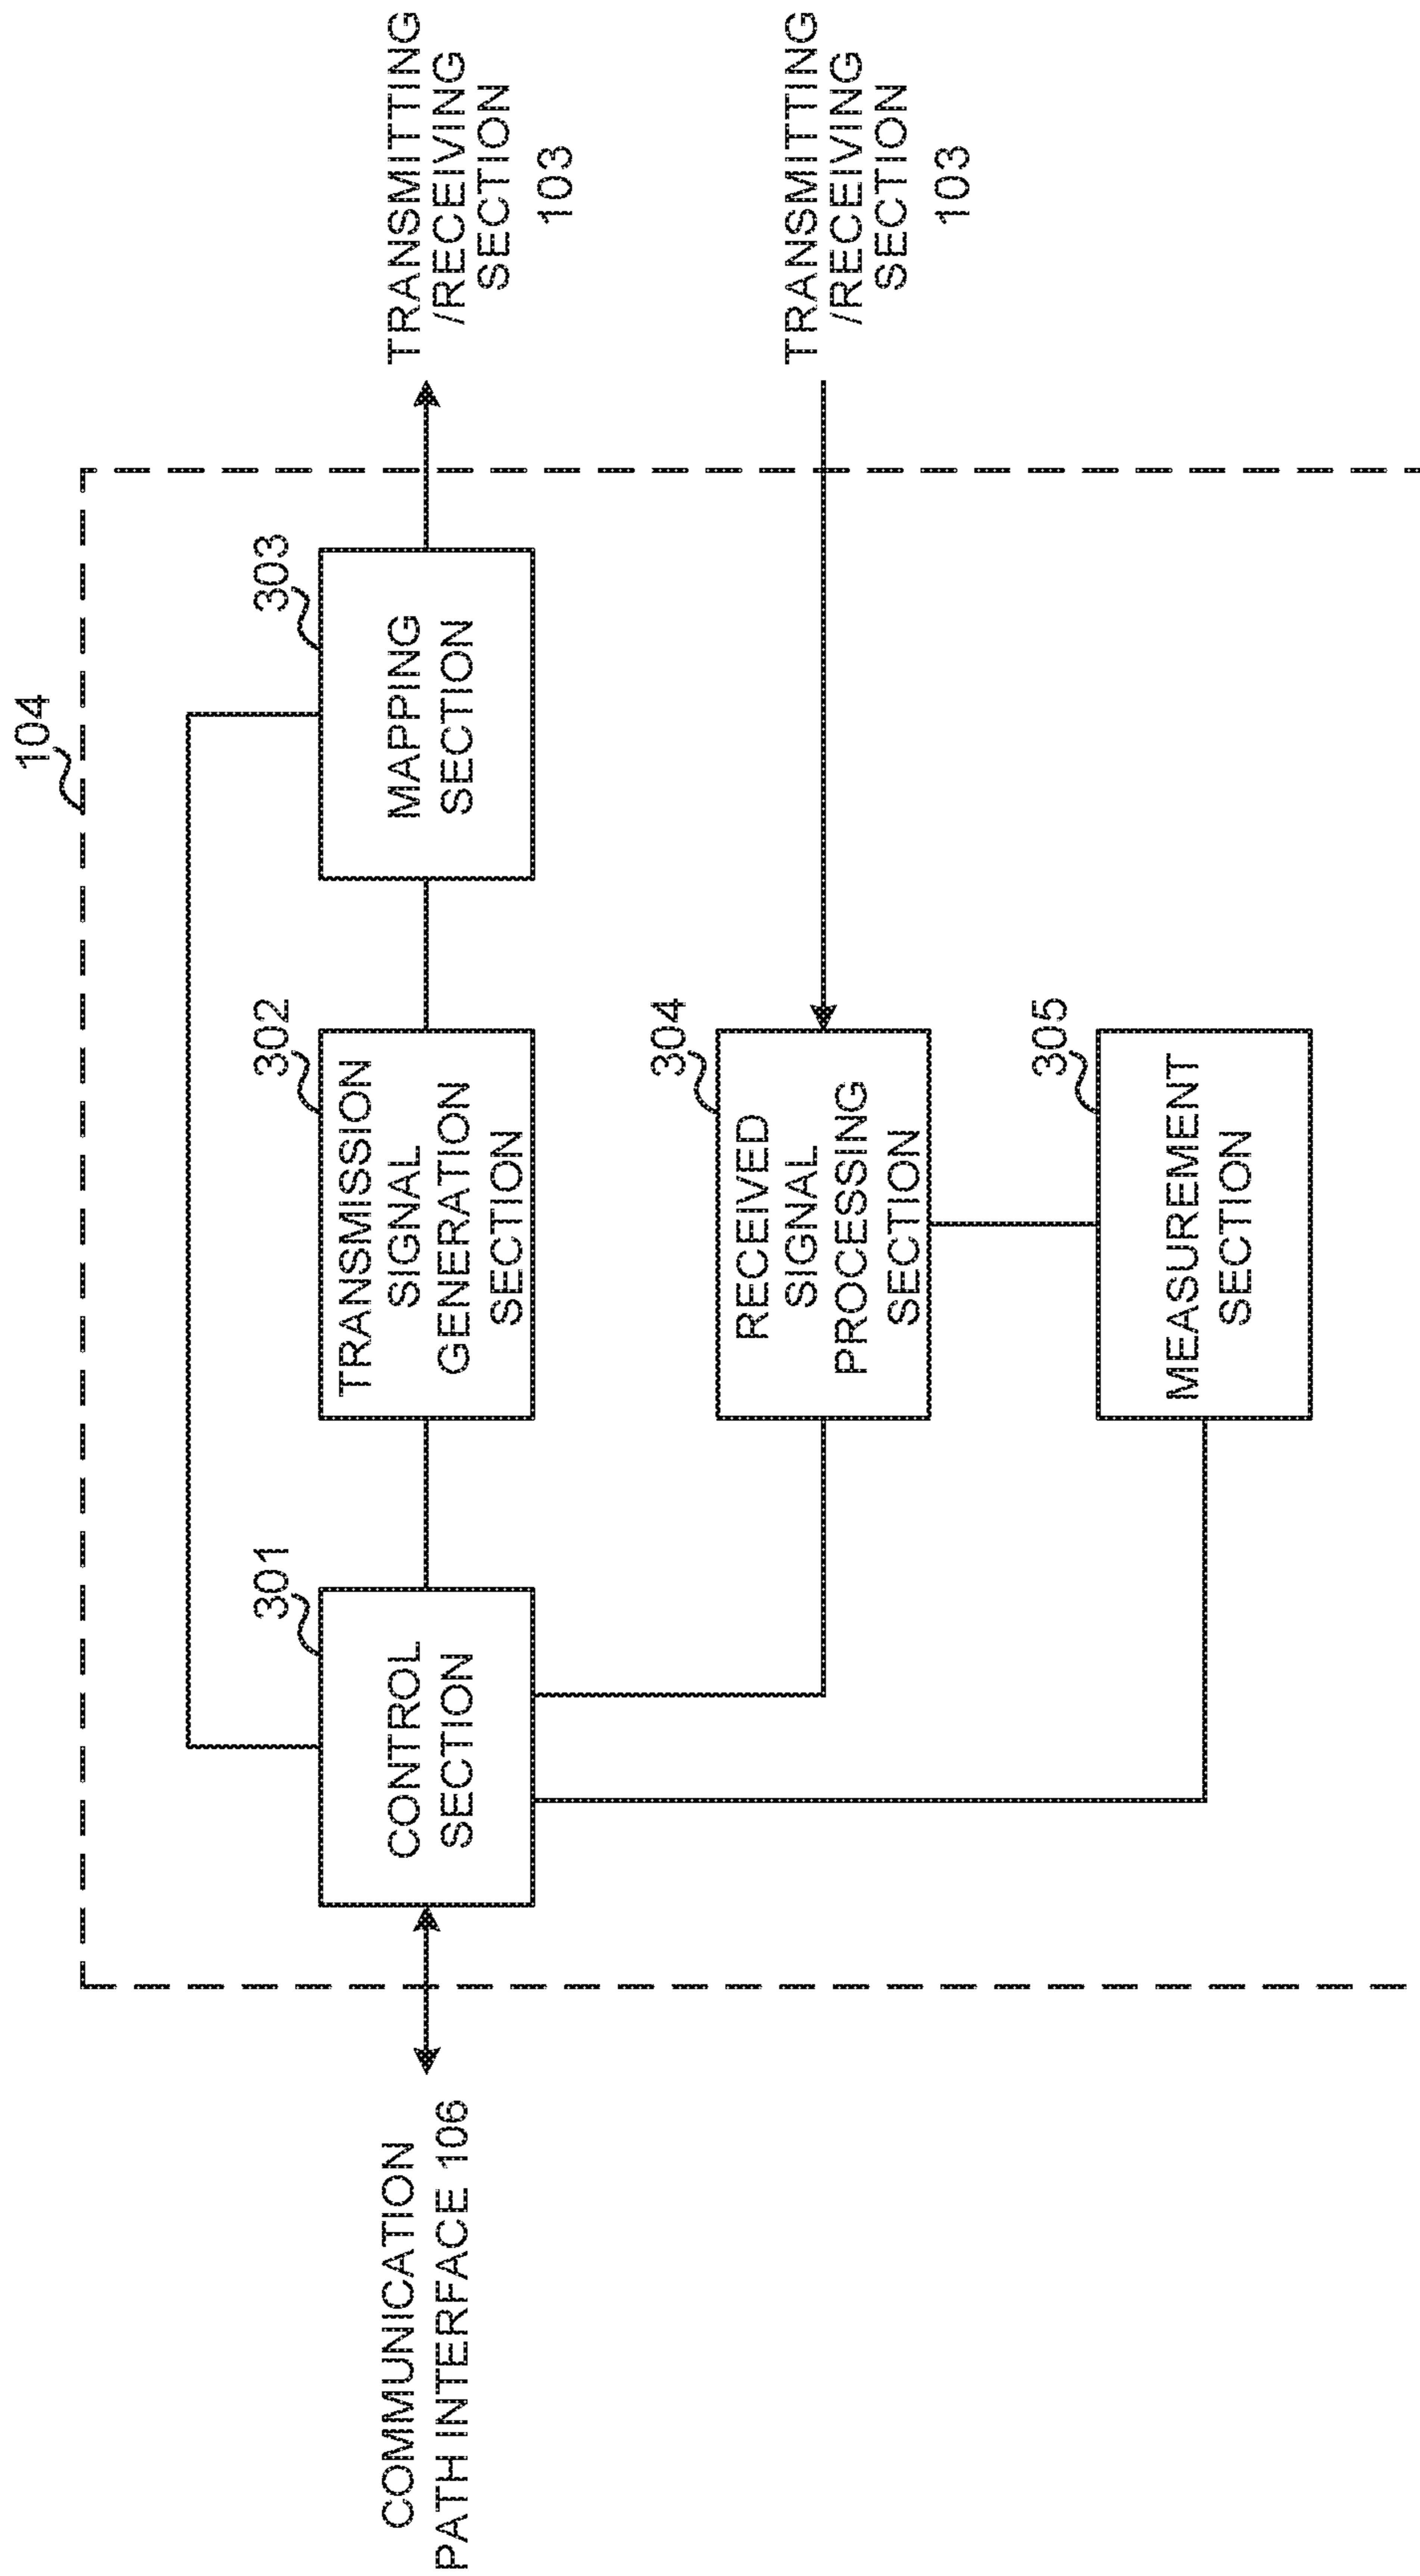 104
COMMUNICATION
PATH INTERFACE 106
301
CONTROL
SECTION
302
TRANSMISSION
SIGNAL
GENERATION
SECTION
303
MAPPING
SECTION
TRANSMITTING
/RECEIVING
SECTION
103
304
RECEIVED
SIGNAL
PROCESSING
SECTION
TRANSMITTING
/RECEIVING
SECTION
103
305
MEASUREMENT
SECTION